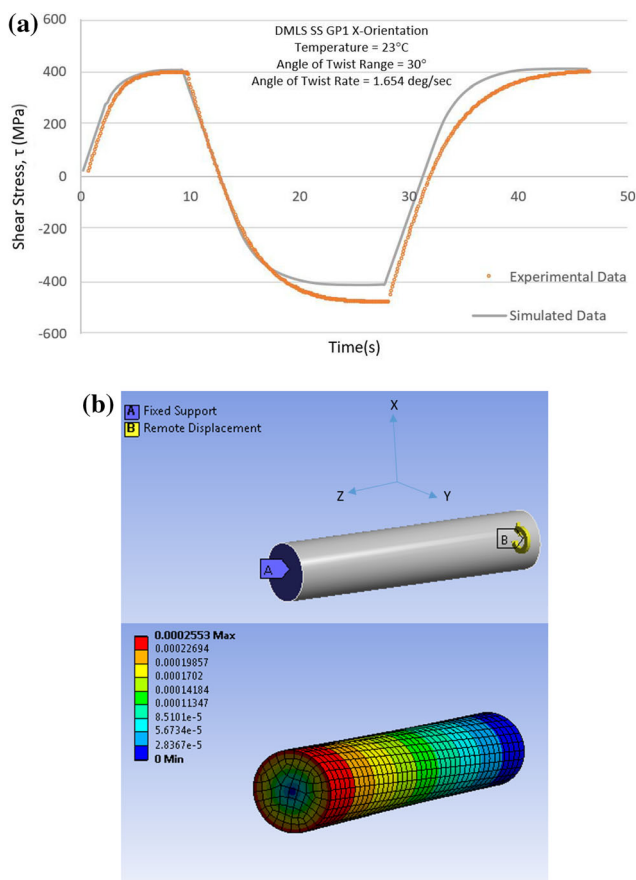 (a)
DMLS SS GP1 X-Orientation
Temperature = 23°C
Angle of Twist Range = 30°
Angle of Twist Rate = 1.654 deg/sec
Shear Stress, τ (MPa)
600
400
200
0
-200
-400
-600
0
10
20
30
40
50
Experimental Data
Simulated Data
Time(s)
(b)
A Fixed Support
B Remote Displacement
X
Z
Y
A
B
0.0002553 Max
0.00022694
0.00019857
0.0001702
0.00014184
0.00011347
8.5101e-5
5.6734e-5
2.8367e-5
0 Min